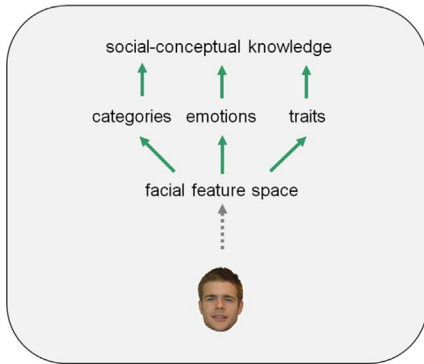 social-conceptual knowledge
categories emotions traits
facial feature space